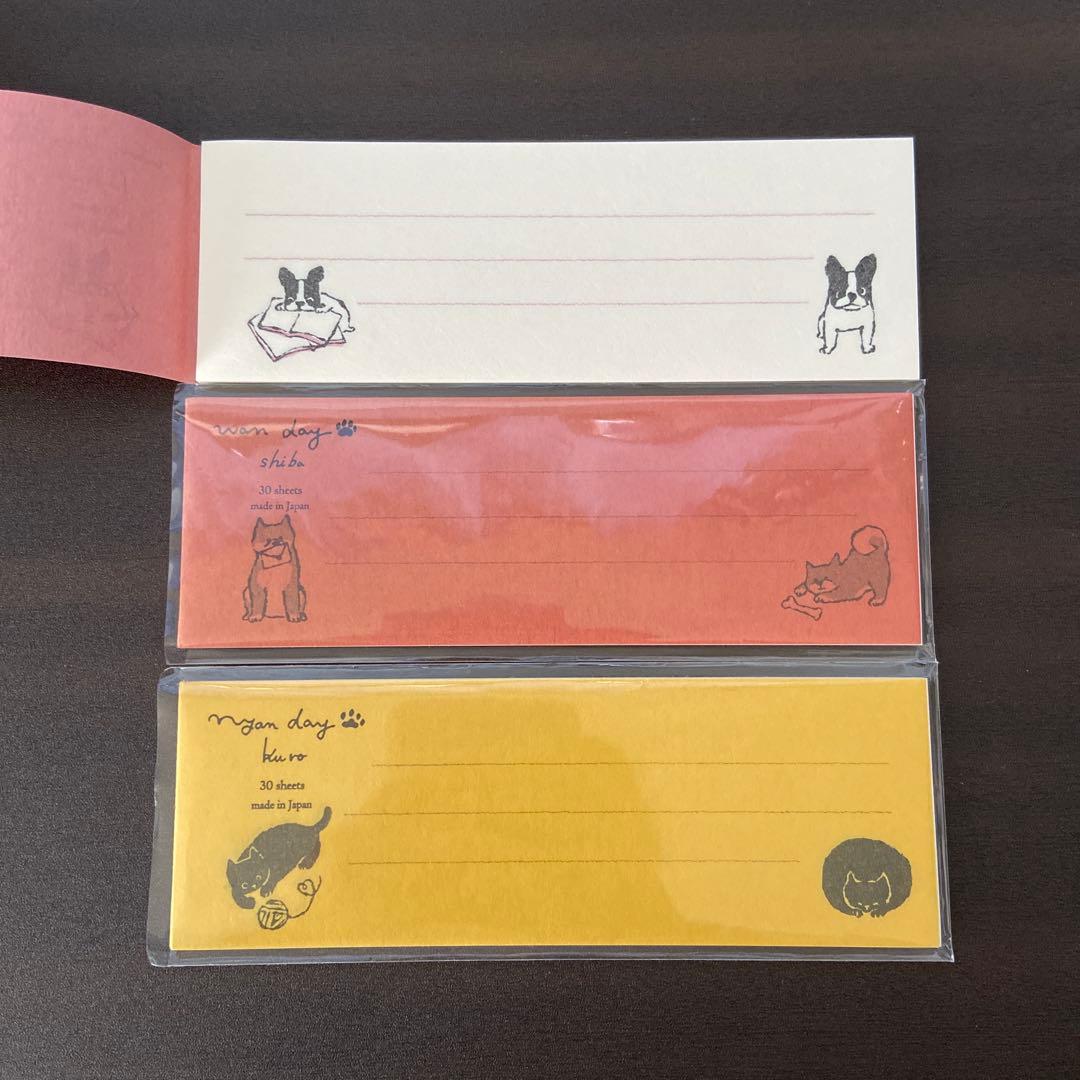 wan day
shiba
30 sheets
made in Japan
nyan day
kuro
30 sheets
made in Japan